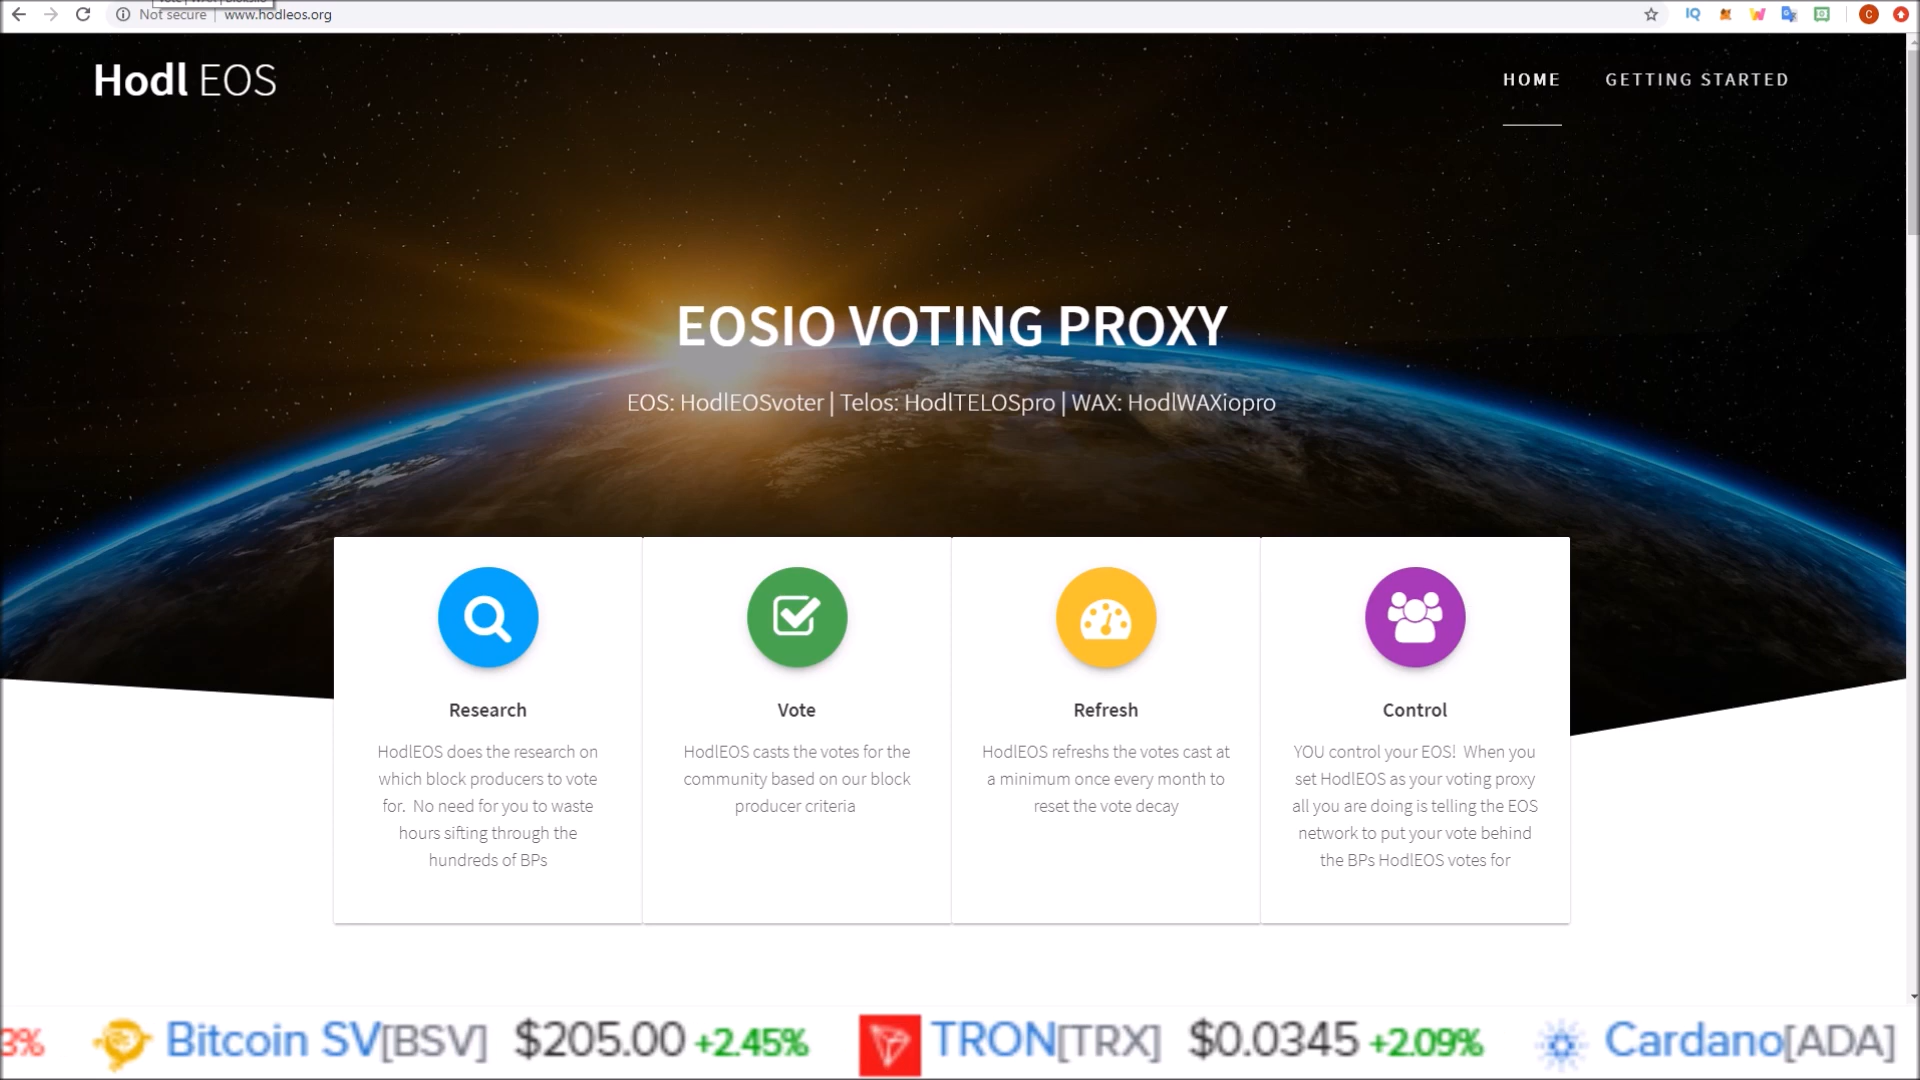 Not secure | www.hodleos.org
Hodl EOS
HOME
GETTING STARTED
EOSIO VOTING PROXY
EOS: HodlEOSvoter | Telos: HodlTELOSpro | WAX: HodlWAXiopro
Research
HodlEOS does the research on
which block producers to vote
for. No need for you to waste
hours sifting through the
hundreds of BPs
Vote
HodlEOS casts the votes for the
community based on our block
producer criteria
Refresh
HodlEOS refreshs the votes cast at
a minimum once every month to
reset the vote decay
Control
YOU control your EOS! When you
set HodlEOS as your voting proxy
all you are doing is telling the EOS
network to put your vote behind
the BPs HodlEOS votes for
3% Bitcoin SV[BSV] $205.00 +2.45% TRON[TRX] $0.0345 +2.09% Cardano[ADA]